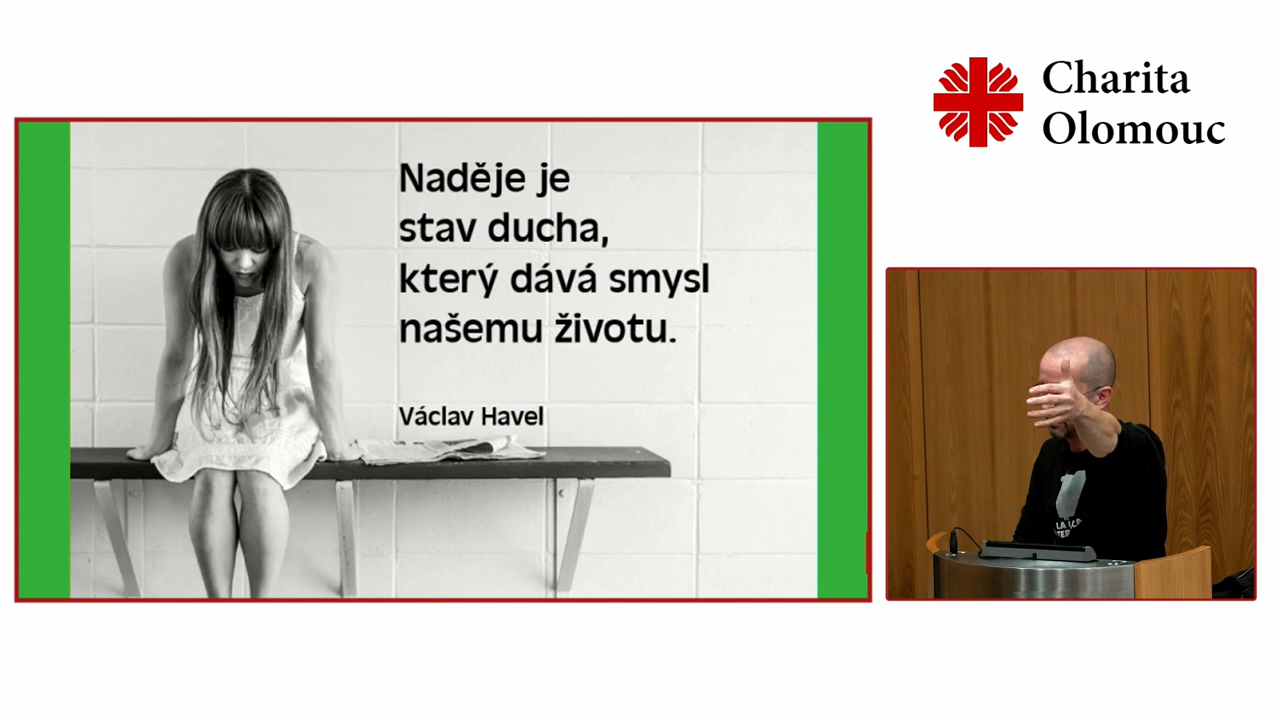 Charita
Olomouc
Naděje je
stav ducha,
který dává smysl
našemu životu.
Václav Havel